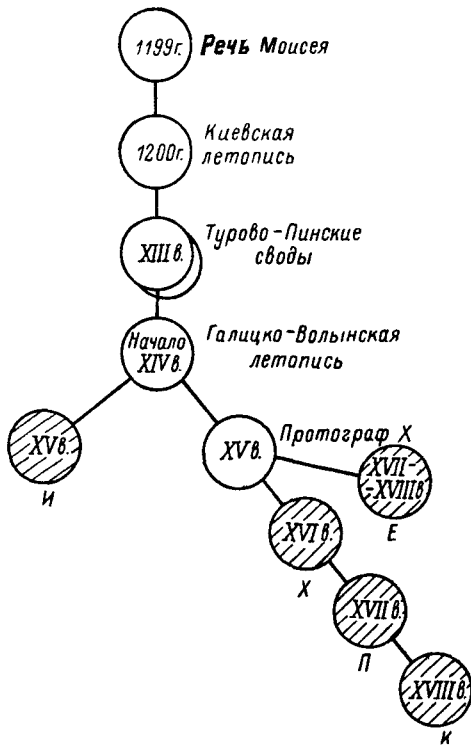 1199г. Речь Моисея
1200г. Киевская
летопись
XIII в. Турово-Пинские
своды
Начало
XIV в. Галицко-Волынская
летопись
XV в.
И
XV в. Протограф X
XVII-
-XVIII в
Е
XVI в.
Х
XVII в.
П
XVIII в.
К